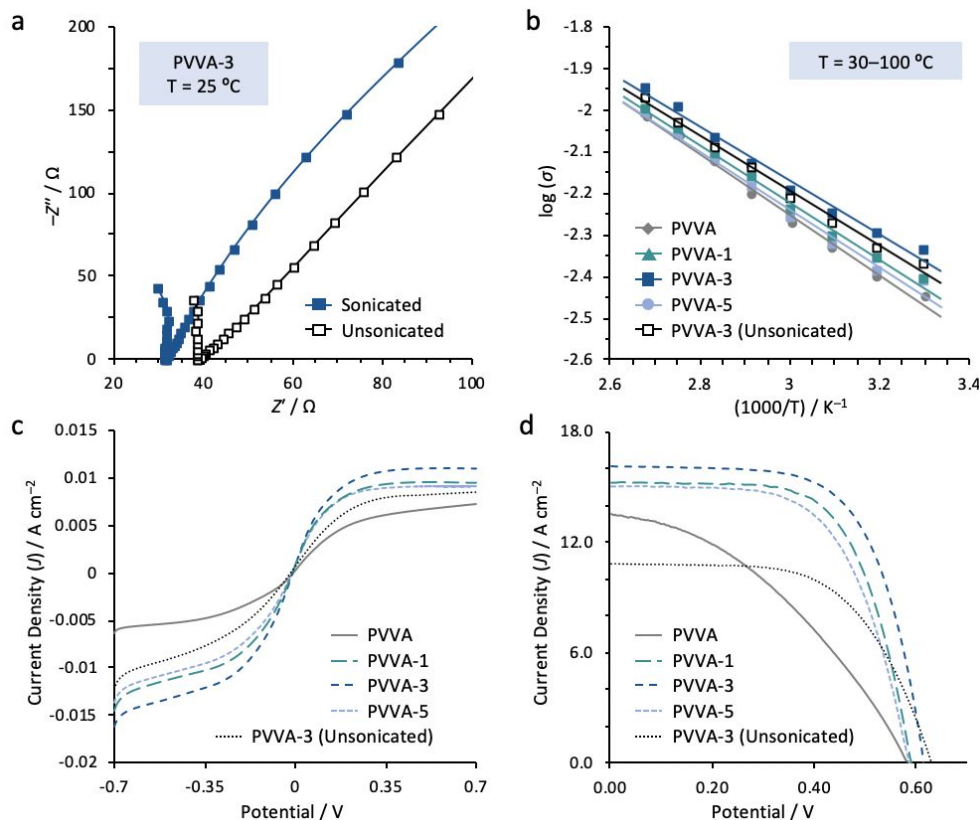 a
PVVA-3
T = 25 ⁰C
200
150
100
50
0
–Z″ / Ω
20
40
60
80
100
Z′ / Ω
Sonicated
Unsonicated
b
T = 30–100 ⁰C
-1.8
-1.9
-2
-2.1
-2.2
-2.3
-2.4
-2.5
-2.6
log (σ)
2.6
2.8
3
3.2
3.4
(1000/T) / K⁻¹
PVVA
PVVA-1
PVVA-3
PVVA-5
PVVA-3 (Unsonicated)
c
0.015
0.01
0.005
0
-0.005
-0.01
-0.015
-0.02
Current Density (J) / A cm⁻²
-0.7
-0.35
0
0.35
0.7
Potential / V
PVVA
PVVA-1
PVVA-3
PVVA-5
PVVA-3 (Unsonicated)
d
18.0
12.0
6.0
0.0
Current Density (J) / A cm⁻²
0.00
0.20
0.40
0.60
Potential / V
PVVA
PVVA-1
PVVA-3
PVVA-5
PVVA-3 (Unsonicated)